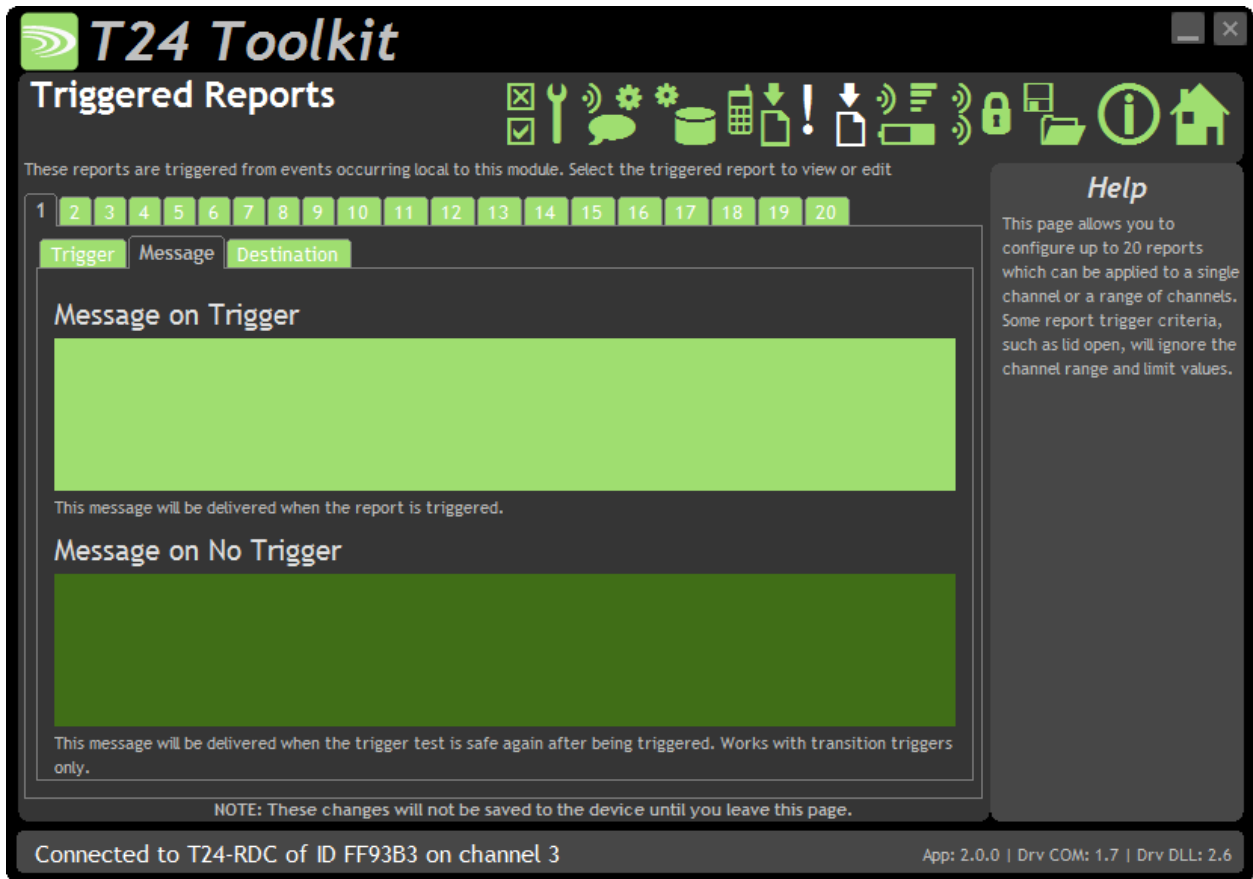 T24 Toolkit
Triggered Reports
These reports are triggered from events occurring local to this module. Select the triggered report to view or edit
1 2 3 4 5 6 7 8 9 10 11 12 13 14 15 16 17 18 19 20
Trigger Message Destination
Message on Trigger
This message will be delivered when the report is triggered.
Message on No Trigger
This message will be delivered when the trigger test is safe again after being triggered. Works with transition triggers
only.
NOTE: These changes will not be saved to the device until you leave this page.
Help
This page allows you to
configure up to 20 reports
which can be applied to a single
channel or a range of channels.
Some report trigger criteria,
such as lid open, will ignore the
channel range and limit values.
Connected to T24-RDC of ID FF93B3 on channel 3
App: 2.0.0 | Drv COM: 1.7 | Drv DLL: 2.6